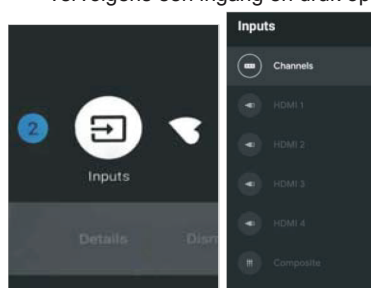 vervolgens een ingang en druk op
2
Inputs
Details
Inputs
Channels
HDMI 1
HDMI 2
HDMI 3
HDMI 4
Composite